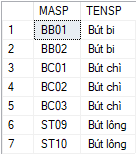 MASP TENSP
1 BB01 Bút bi
2 BB02 Bút bi
3 BC01 Bút chì
4 BC02 Bút chì
5 BC03 Bút chì
6 ST09 Bút lông
7 ST10 Bút lông